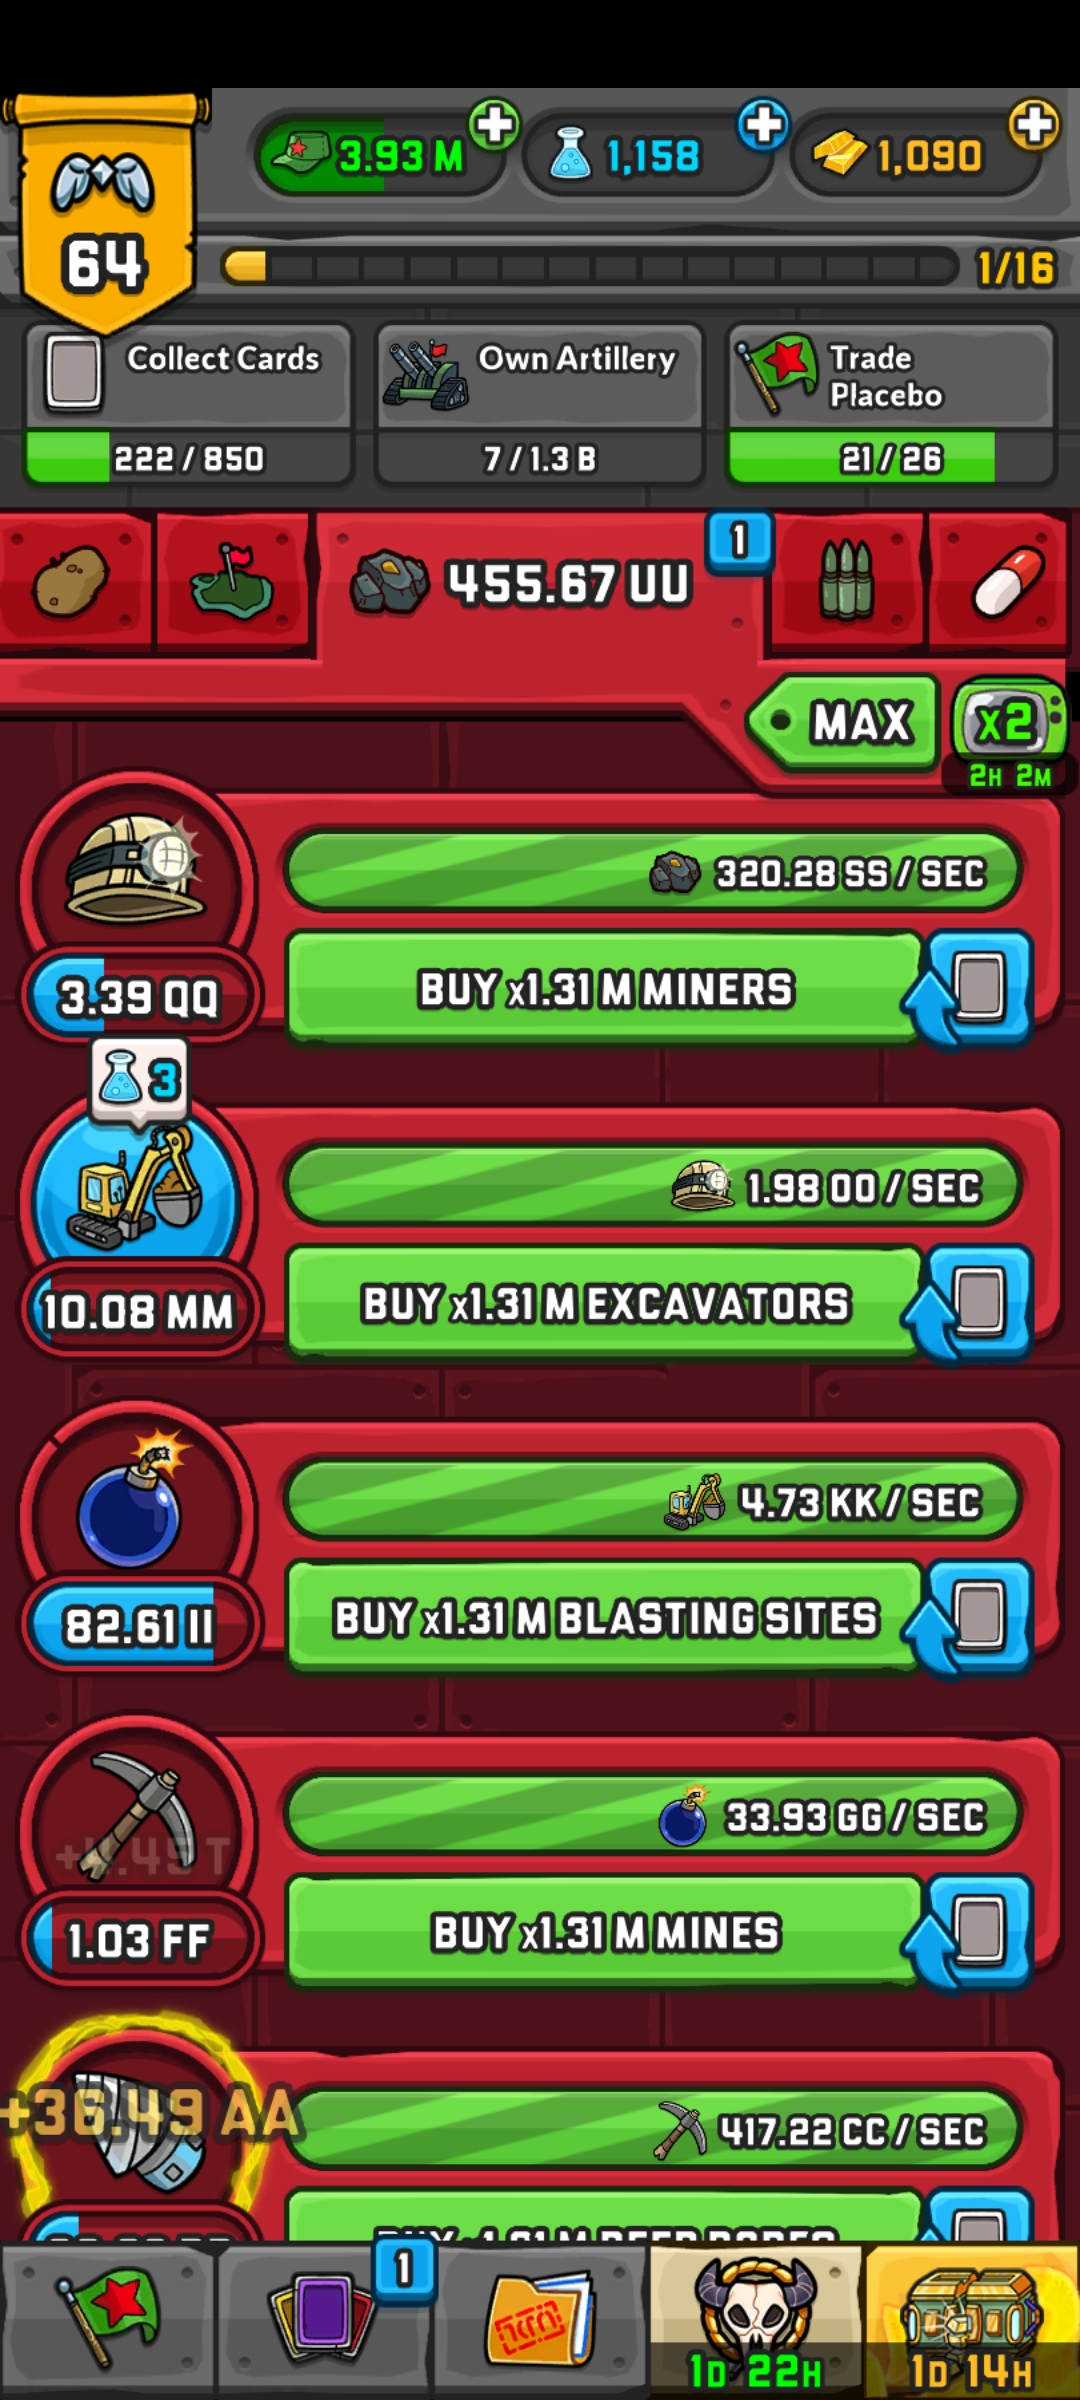 3.93 M
1,158
1,090
64
1/16
Collect Cards
222 / 850
Own Artillery
7 / 1.3 B
Trade
Placebo
21 / 26
455.67 UU
1
MAX
x2
2H 2M
320.28 SS / SEC
3.39 QQ
BUY x1.31 M MINERS
3
1.98 OO / SEC
10.08 MM
BUY x1.31 M EXCAVATORS
4.73 KK / SEC
82.61 II
BUY x1.31 M BLASTING SITES
33.93 GG / SEC
1.03 FF
BUY x1.31 M MINES
+36.49 AA
417.22 CC / SEC
1
1D 22H
1D 14H